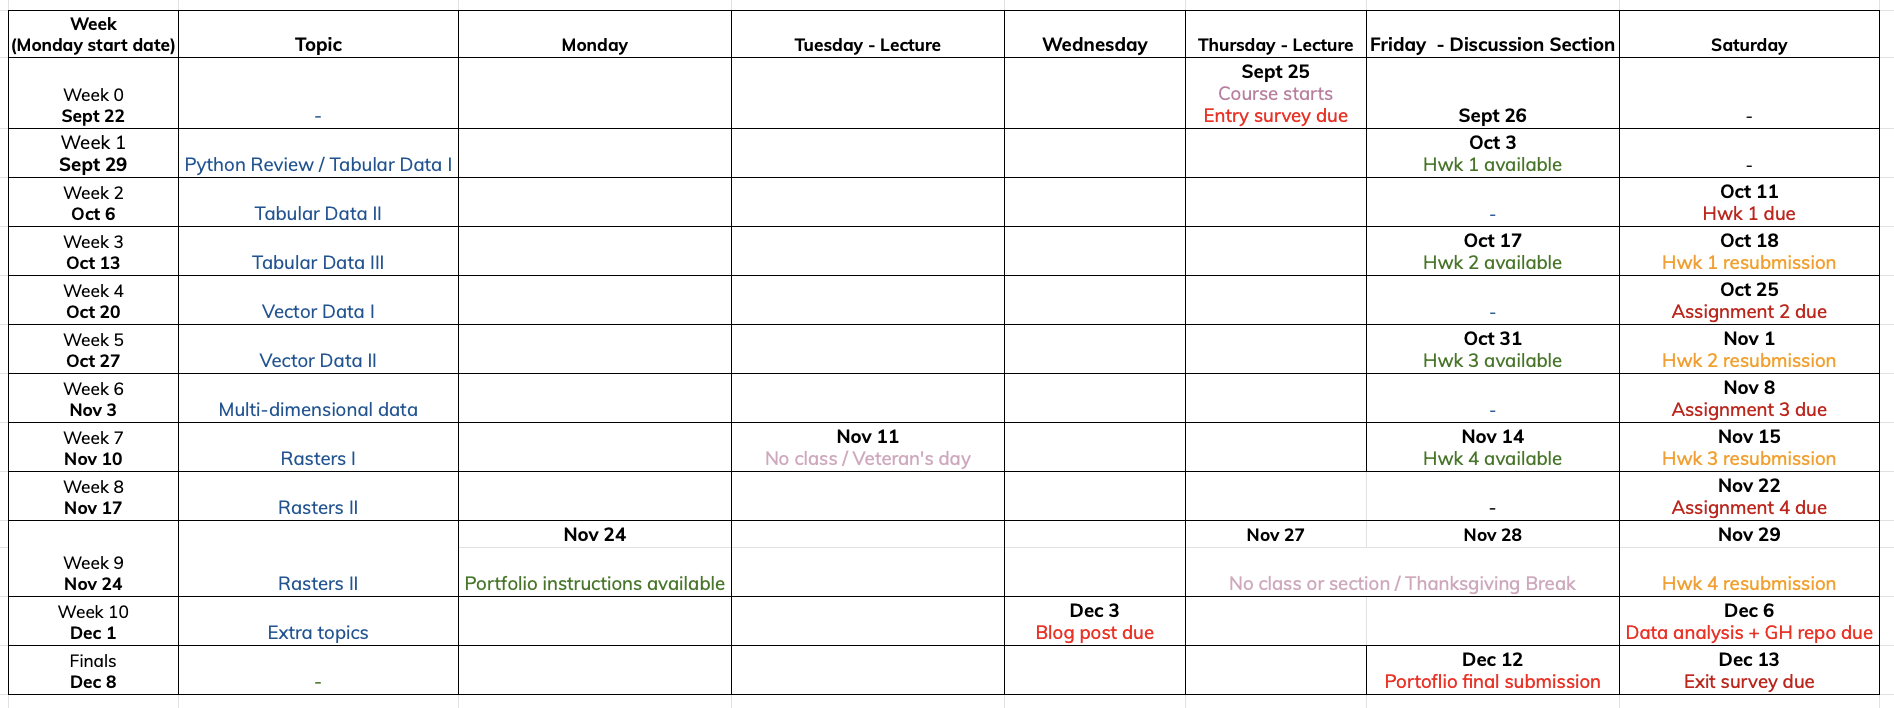 Week
(Monday start date)
Topic
Monday
Tuesday - Lecture
Wednesday
Thursday - Lecture
Friday - Discussion Section
Saturday
Week 0
Sept 22
-
Sept 25
Course starts
Entry survey due
Sept 26
-
Week 1
Sept 29
Python Review / Tabular Data I
Oct 3
Hwk 1 available
-
Week 2
Oct 6
Tabular Data II
-
Oct 11
Hwk 1 due
Week 3
Oct 13
Tabular Data III
Oct 17
Hwk 2 available
Oct 18
Hwk 1 resubmission
Week 4
Oct 20
Vector Data I
-
Oct 25
Assignment 2 due
Week 5
Oct 27
Vector Data II
Oct 31
Hwk 3 available
Nov 1
Hwk 2 resubmission
Week 6
Nov 3
Multi-dimensional data
-
Nov 8
Assignment 3 due
Week 7
Nov 10
Rasters I
Nov 11
No class / Veteran's day
Nov 14
Hwk 4 available
Nov 15
Hwk 3 resubmission
Week 8
Nov 17
Rasters II
-
Nov 22
Assignment 4 due
Week 9
Nov 24
Rasters II
Nov 24
Portfolio instructions available
Nov 27
Nov 28
No class or section / Thanksgiving Break
Nov 29
Hwk 4 resubmission
Week 10
Dec 1
Extra topics
Dec 3
Blog post due
Dec 6
Data analysis + GH repo due
Finals
Dec 8
-
Dec 12
Portoflio final submission
Dec 13
Exit survey due